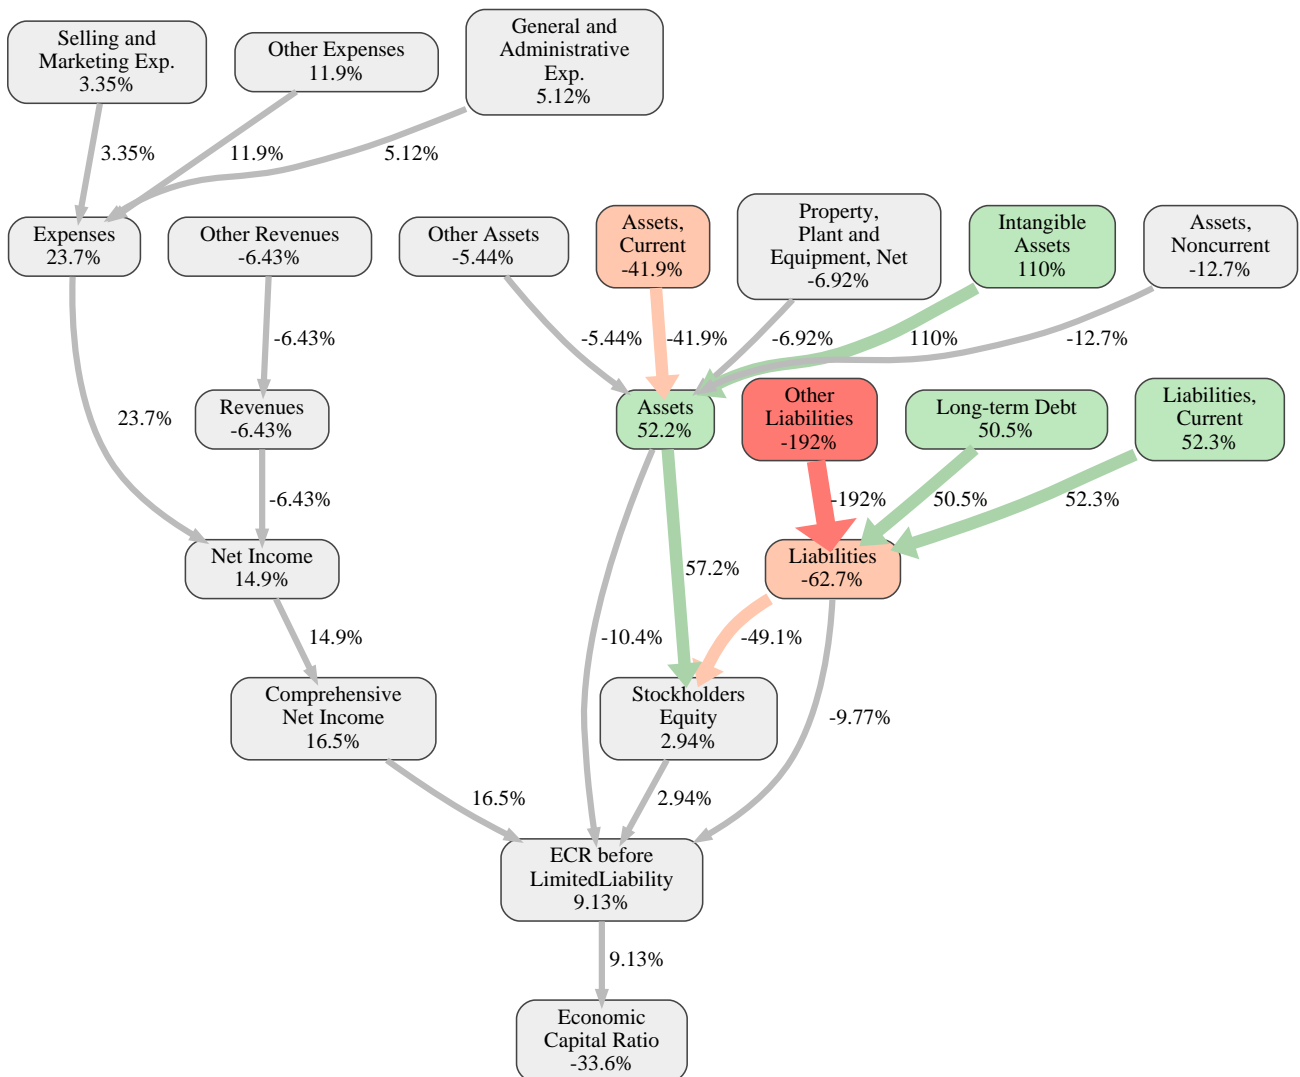 Selling and
Marketing Exp.
3.35%
Other Expenses
11.9%
General and
Administrative
Exp.
5.12%
3.35%
11.9%
5.12%
Expenses
23.7%
Other Revenues
-6.43%
Other Assets
-5.44%
Assets,
Current
-41.9%
Property,
Plant and
Equipment, Net
-6.92%
Intangible
Assets
110%
Assets,
Noncurrent
-12.7%
-6.43%
-5.44%
-41.9%
-6.92%
110%
-12.7%
23.7%
Revenues
-6.43%
Assets
52.2%
Other
Liabilities
-192%
Long-term Debt
50.5%
Liabilities,
Current
52.3%
-6.43%
-192%
50.5%
52.3%
Net Income
14.9%
57.2%
Liabilities
-62.7%
14.9%
-10.4%
-49.1%
Comprehensive
Net Income
16.5%
Stockholders
Equity
2.94%
-9.77%
16.5%
2.94%
ECR before
LimitedLiability
9.13%
9.13%
Economic
Capital Ratio
-33.6%